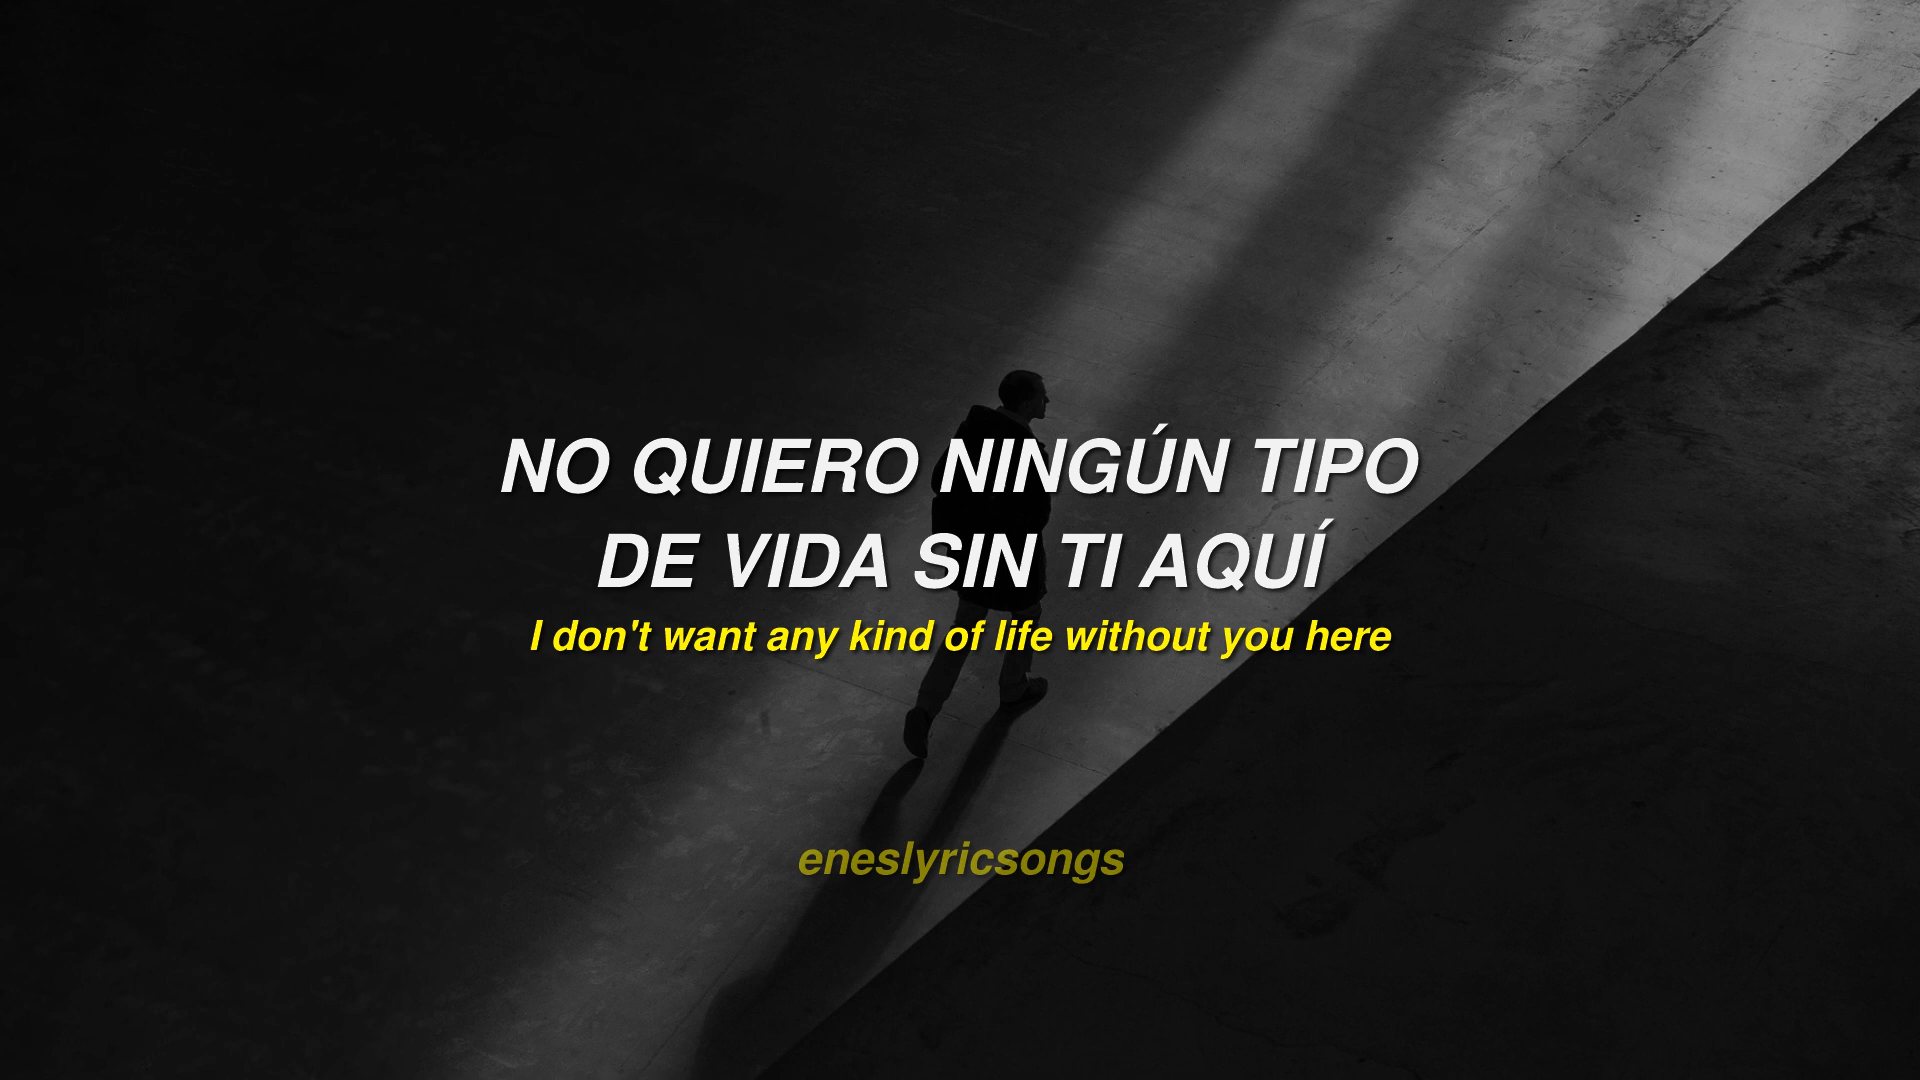 NO QUIERO NINGÚN TIPO
DE VIDA SIN TI AQUÍ
I don't want any kind of life without you here
eneslyricsongs